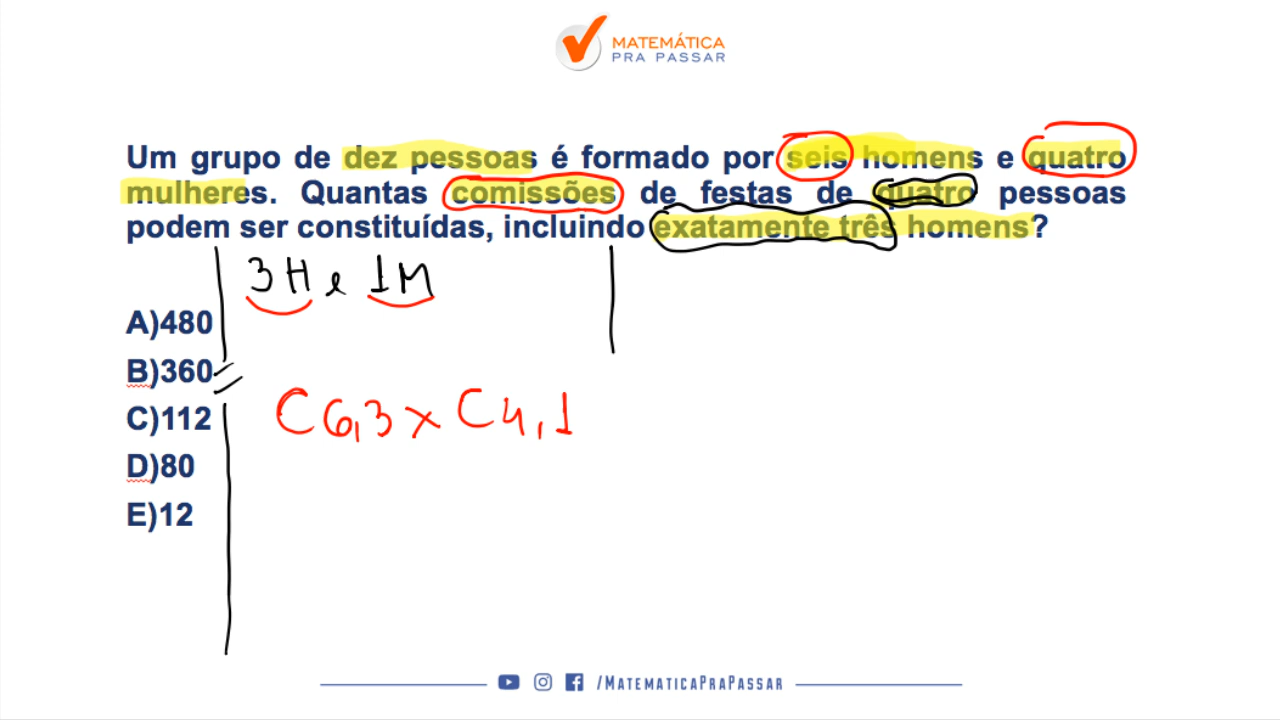 MATEMÁTICA
PRA PASSAR
Um grupo de dez pessoas é formado por seis homens e quatro
mulheres. Quantas comissões de festas de quatro pessoas
podem ser constituídas, incluindo exatamente três homens?
3H e 1M
A)480
B)360
C)112
D)80
E)12
C6,3 x C4,1
/MATEMATICAPRAPASSAR